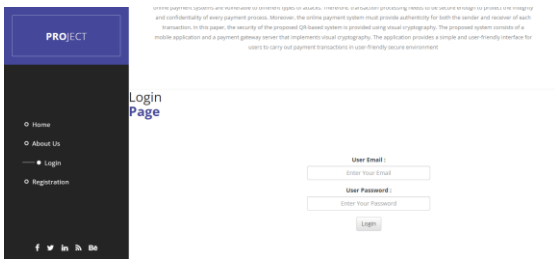 PROJECT
Home
About Us
Login
Registration
Online payment systems are vulnerable to different types of attacks. Therefore transaction processing needs to be secure enough to protect the integrity
and confidentiality of every payment process. Moreover, the online payment system must provide authenticity for both the sender and receiver of each
transaction. In this paper, the security of the proposed QR-based system is provided using visual cryptography. The proposed system consists of a
mobile application and a payment gateway server that implements visual cryptography. The application provides a simple and user-friendly interface for
users to carry out payment transactions in user-friendly secure environment
Login
Page
User Email :
Enter Your Email
User Password :
Enter Your Password
Login